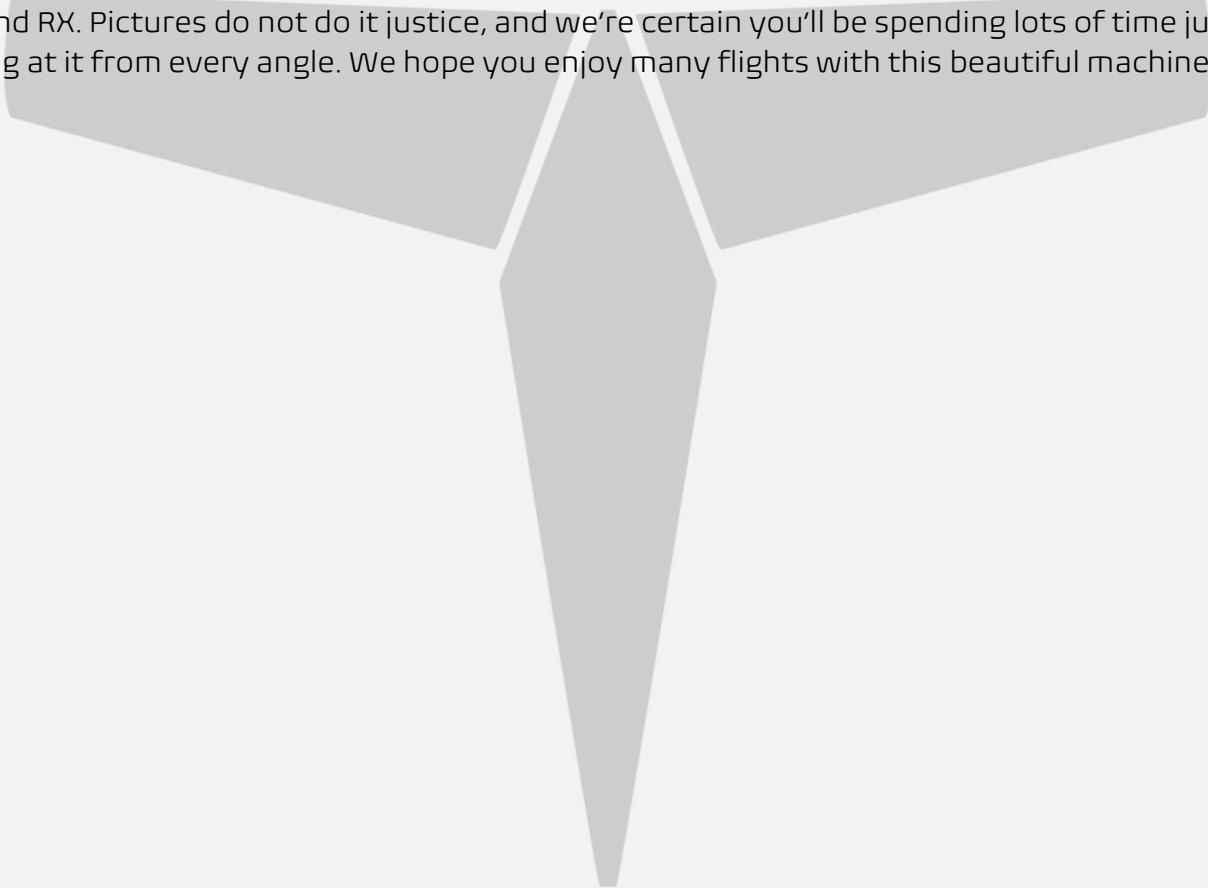 nd RX. Pictures do not do it justice, and we're certain you'll be spending lots of time ju
g at it from every angle. We hope you enjoy many flights with this beautiful machine